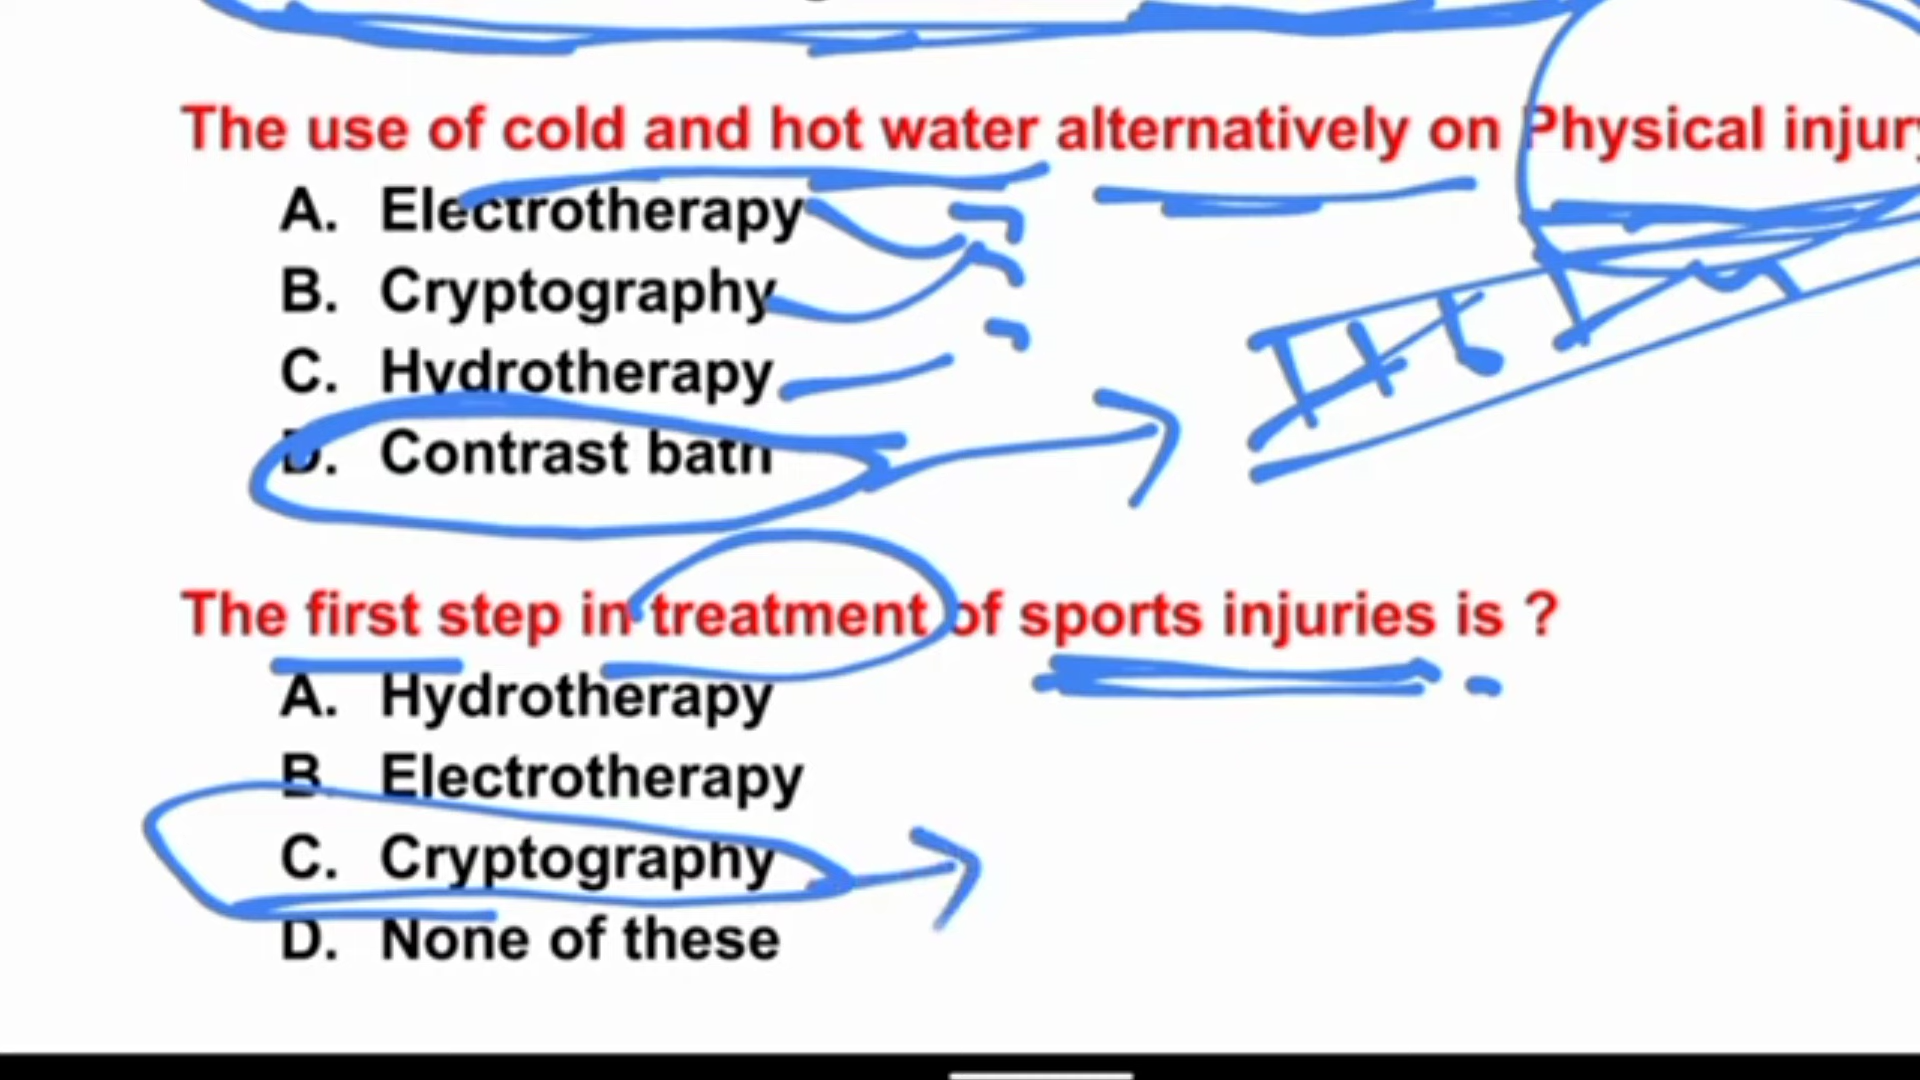 The use of cold and hot water alternatively on Physical injury
A. Electrotherapy
B. Cryptography
C. Hydrotherapy
D. Contrast bath
The first step in treatment of sports injuries is ?
A. Hydrotherapy
B. Electrotherapy
C. Cryptography
D. None of these